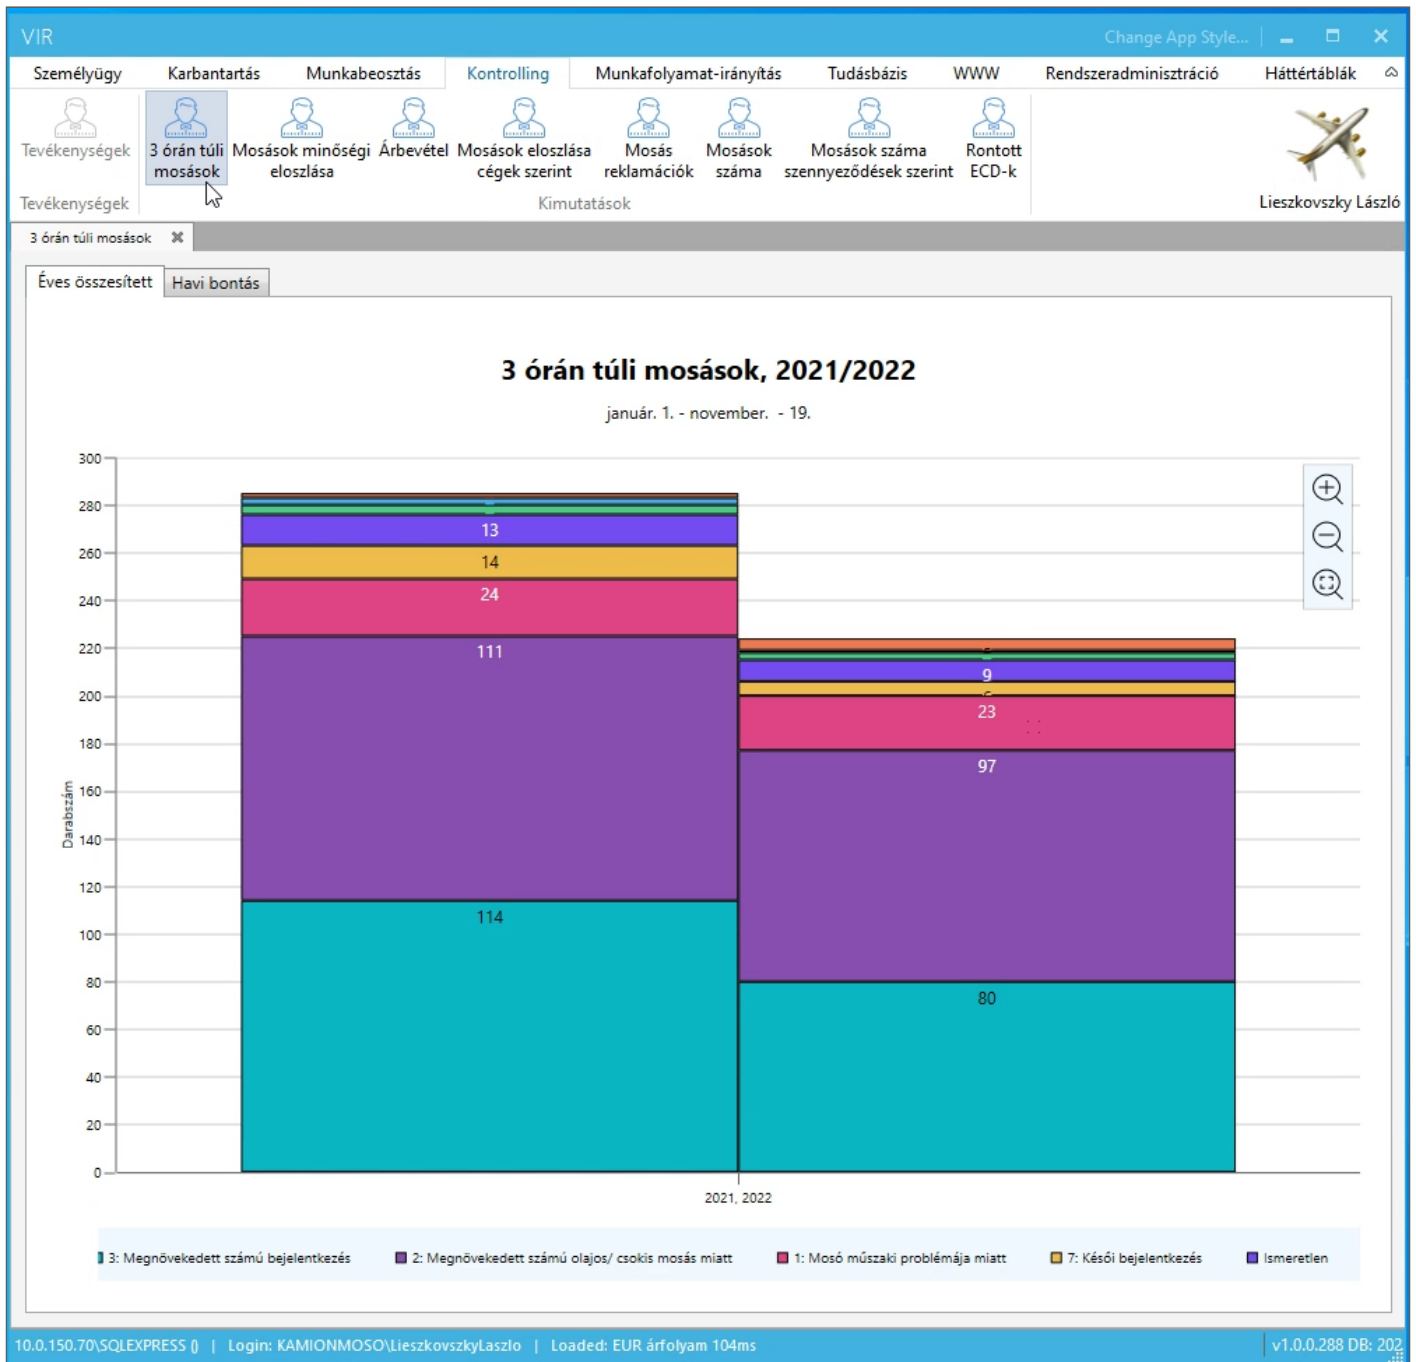 VIR
Change App Style...
Személyügy Karbantartás Munkabeosztás Kontrolling Munkafolyamat-irányítás Tudásbázis WWW Rendszeradminisztráció Háttértáblák
Tevékenységek 3 órán túli Mosások minőségi Árbevétel Mosások eloszlása Mosás Mosások Mosások száma Rontott
mosások eloszlása cégek szerint reklamációk száma szennyeződések szerint ECD-k
Tevékenységek Kimutatások Lieszkovszky László
3 órán túli mosások
Éves összesített Havi bontás
3 órán túli mosások, 2021/2022
január. 1. - november. - 19.
300
280
260
240
220
200
180
160
140
120
100
80
60
40
20
0
Darabszám
13
14
24
111
114
9
23
97
80
2021, 2022
3: Megnövekedett számú bejelentkezés 2: Megnövekedett számú olajos/ csokis mosás miatt 1: Mosó műszaki problémája miatt 7: Késői bejelentkezés Ismeretlen
10.0.150.70\SQLEXPRESS () | Login: KAMIONMOSO\LieszkovszkyLaszlo | Loaded: EUR árfolyam 104ms
v1.0.0.288 DB: 202